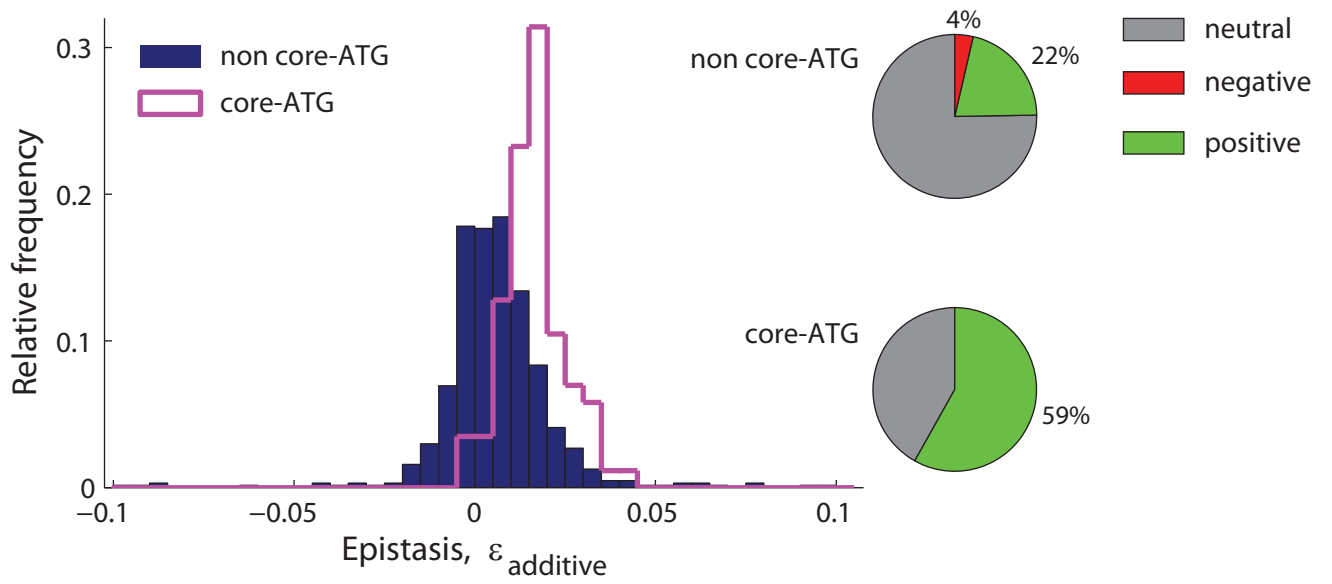 non core-ATG
core-ATG
Relative frequency
0.3
0.2
0.1
0
−0.1
−0.05
0
0.05
0.1
Epistasis, ε additive
non core-ATG
4%
22%
core-ATG
59%
neutral
negative
positive